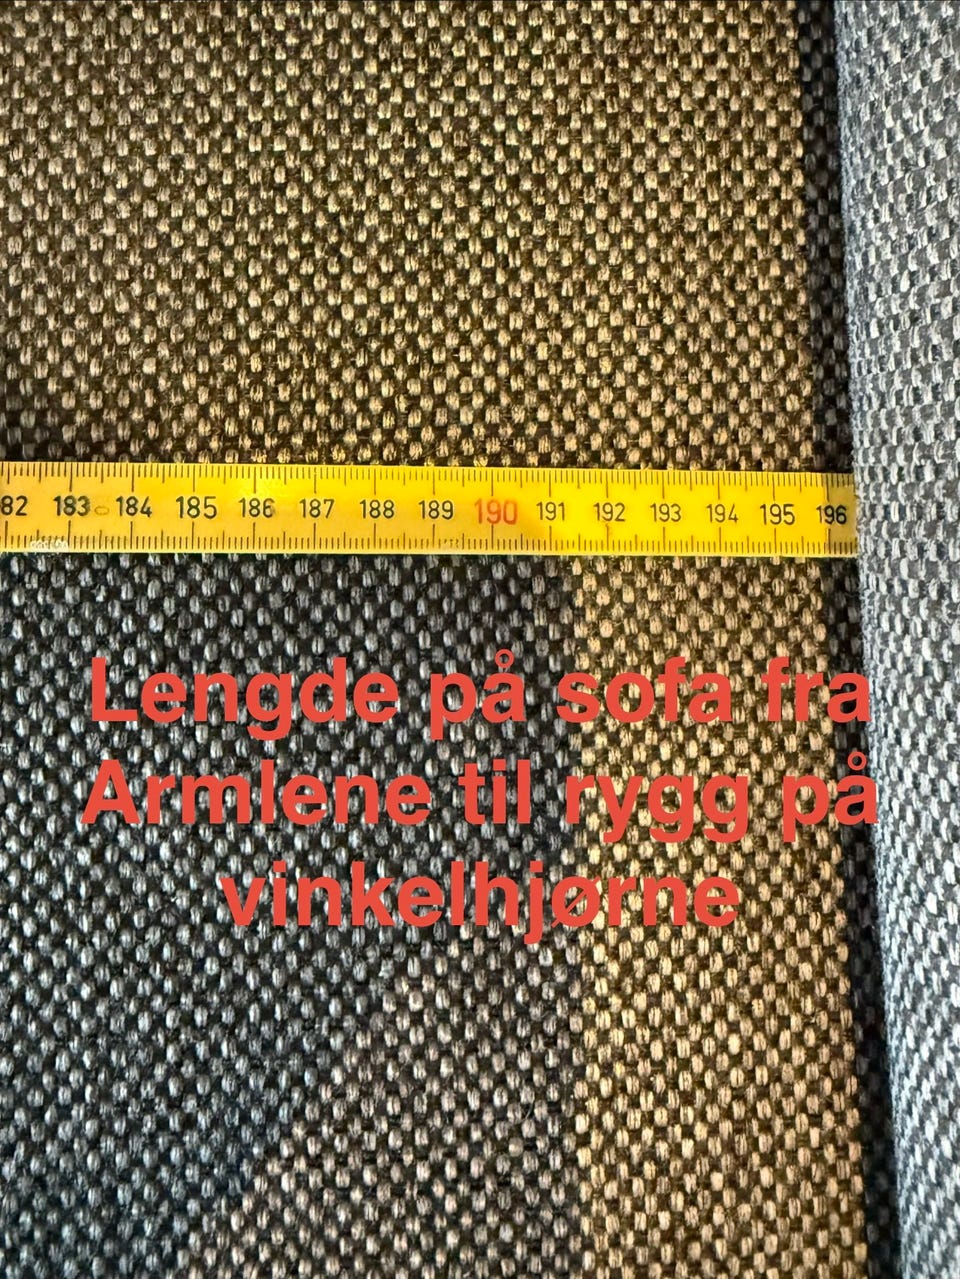 82 183 184 185 186 187 188 189 190 191 192 193 194 195 196
Lengde på sofa fra
Armlene til rygg på
vinkelhjørne